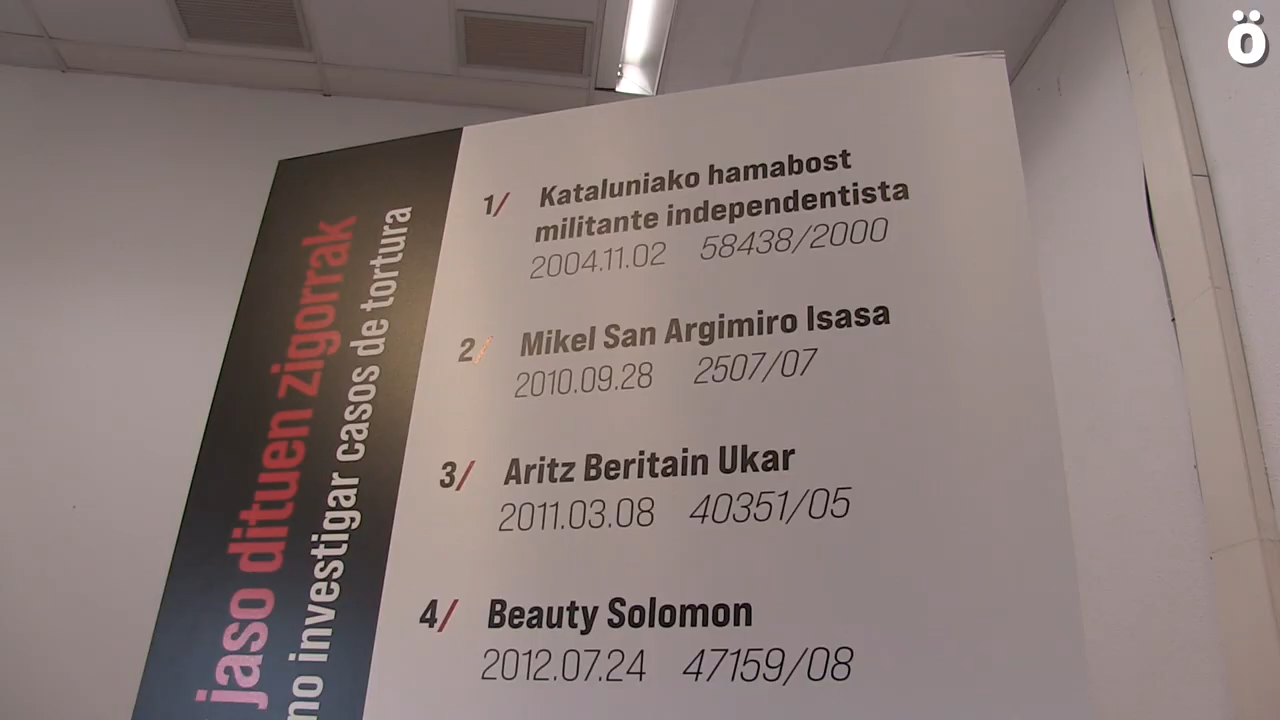 ö
jaso dituen zigorrak
no investigar casos de tortura
1/ Kataluniako hamabost
militante independentista
2004.11.02 58438/2000
2/ Mikel San Argimiro Isasa
2010.09.28 2507/07
3/ Aritz Beritain Ukar
2011.03.08 40351/05
4/ Beauty Solomon
2012.07.24 47159/08